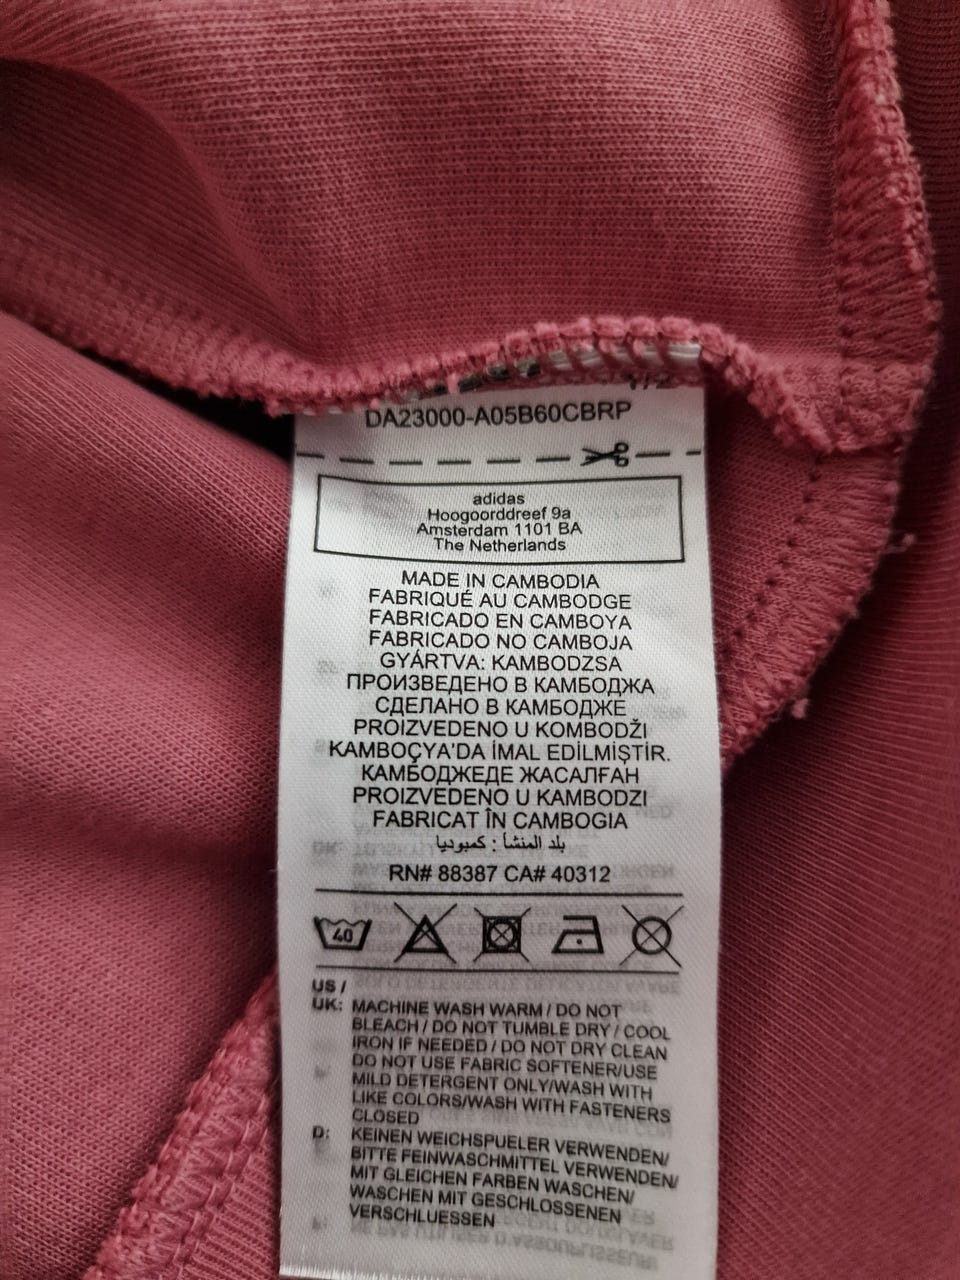 DA23000-A05B60CBRP
adidas
Hoogoorddreef 9a
Amsterdam 1101 BA
The Netherlands
MADE IN CAMBODIA
FABRIQUÉ AU CAMBODGE
FABRICADO EN CAMBOYA
FABRICADO NO CAMBOJA
GYÁRTVA: KAMBODZSA
ПРОИЗВЕДЕНО В КАМБОДЖА
СДЕЛАНО В КАМБОДЖЕ
PROIZVEDENO U KOMBODŽI
KAMBOÇYA'DA İMAL EDİLMİŞTİR.
КАМБОДЖЕДЕ ЖАСАЛҒАН
PROIZVEDENO U KAMBODZI
FABRICAT ÎN CAMBOGIA
بلد المنشأ : كمبوديا
RN# 88387 CA# 40312
40
US /
UK: MACHINE WASH WARM / DO NOT
BLEACH / DO NOT TUMBLE DRY / COOL
IRON IF NEEDED / DO NOT DRY CLEAN
DO NOT USE FABRIC SOFTENER/USE
MILD DETERGENT ONLY/WASH WITH
LIKE COLORS/WASH WITH FASTENERS
CLOSED
D: KEINEN WEICHSPUELER VERWENDEN/
BITTE FEINWASCHMITTEL VERWENDEN/
MIT GLEICHEN FARBEN WASCHEN/
WASCHEN MIT GESCHLOSSENEN
VERSCHLUESSEN